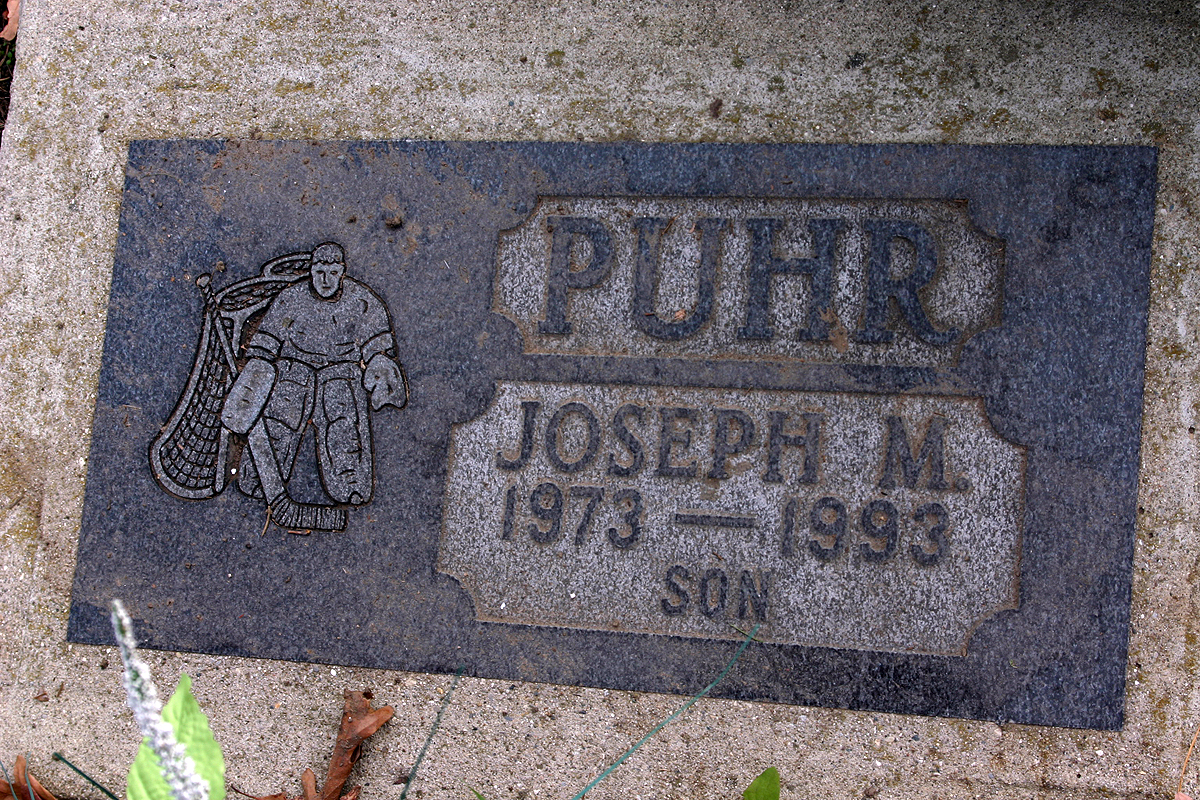 PUHR
JOSEPH M.
1973 — 1993
SON